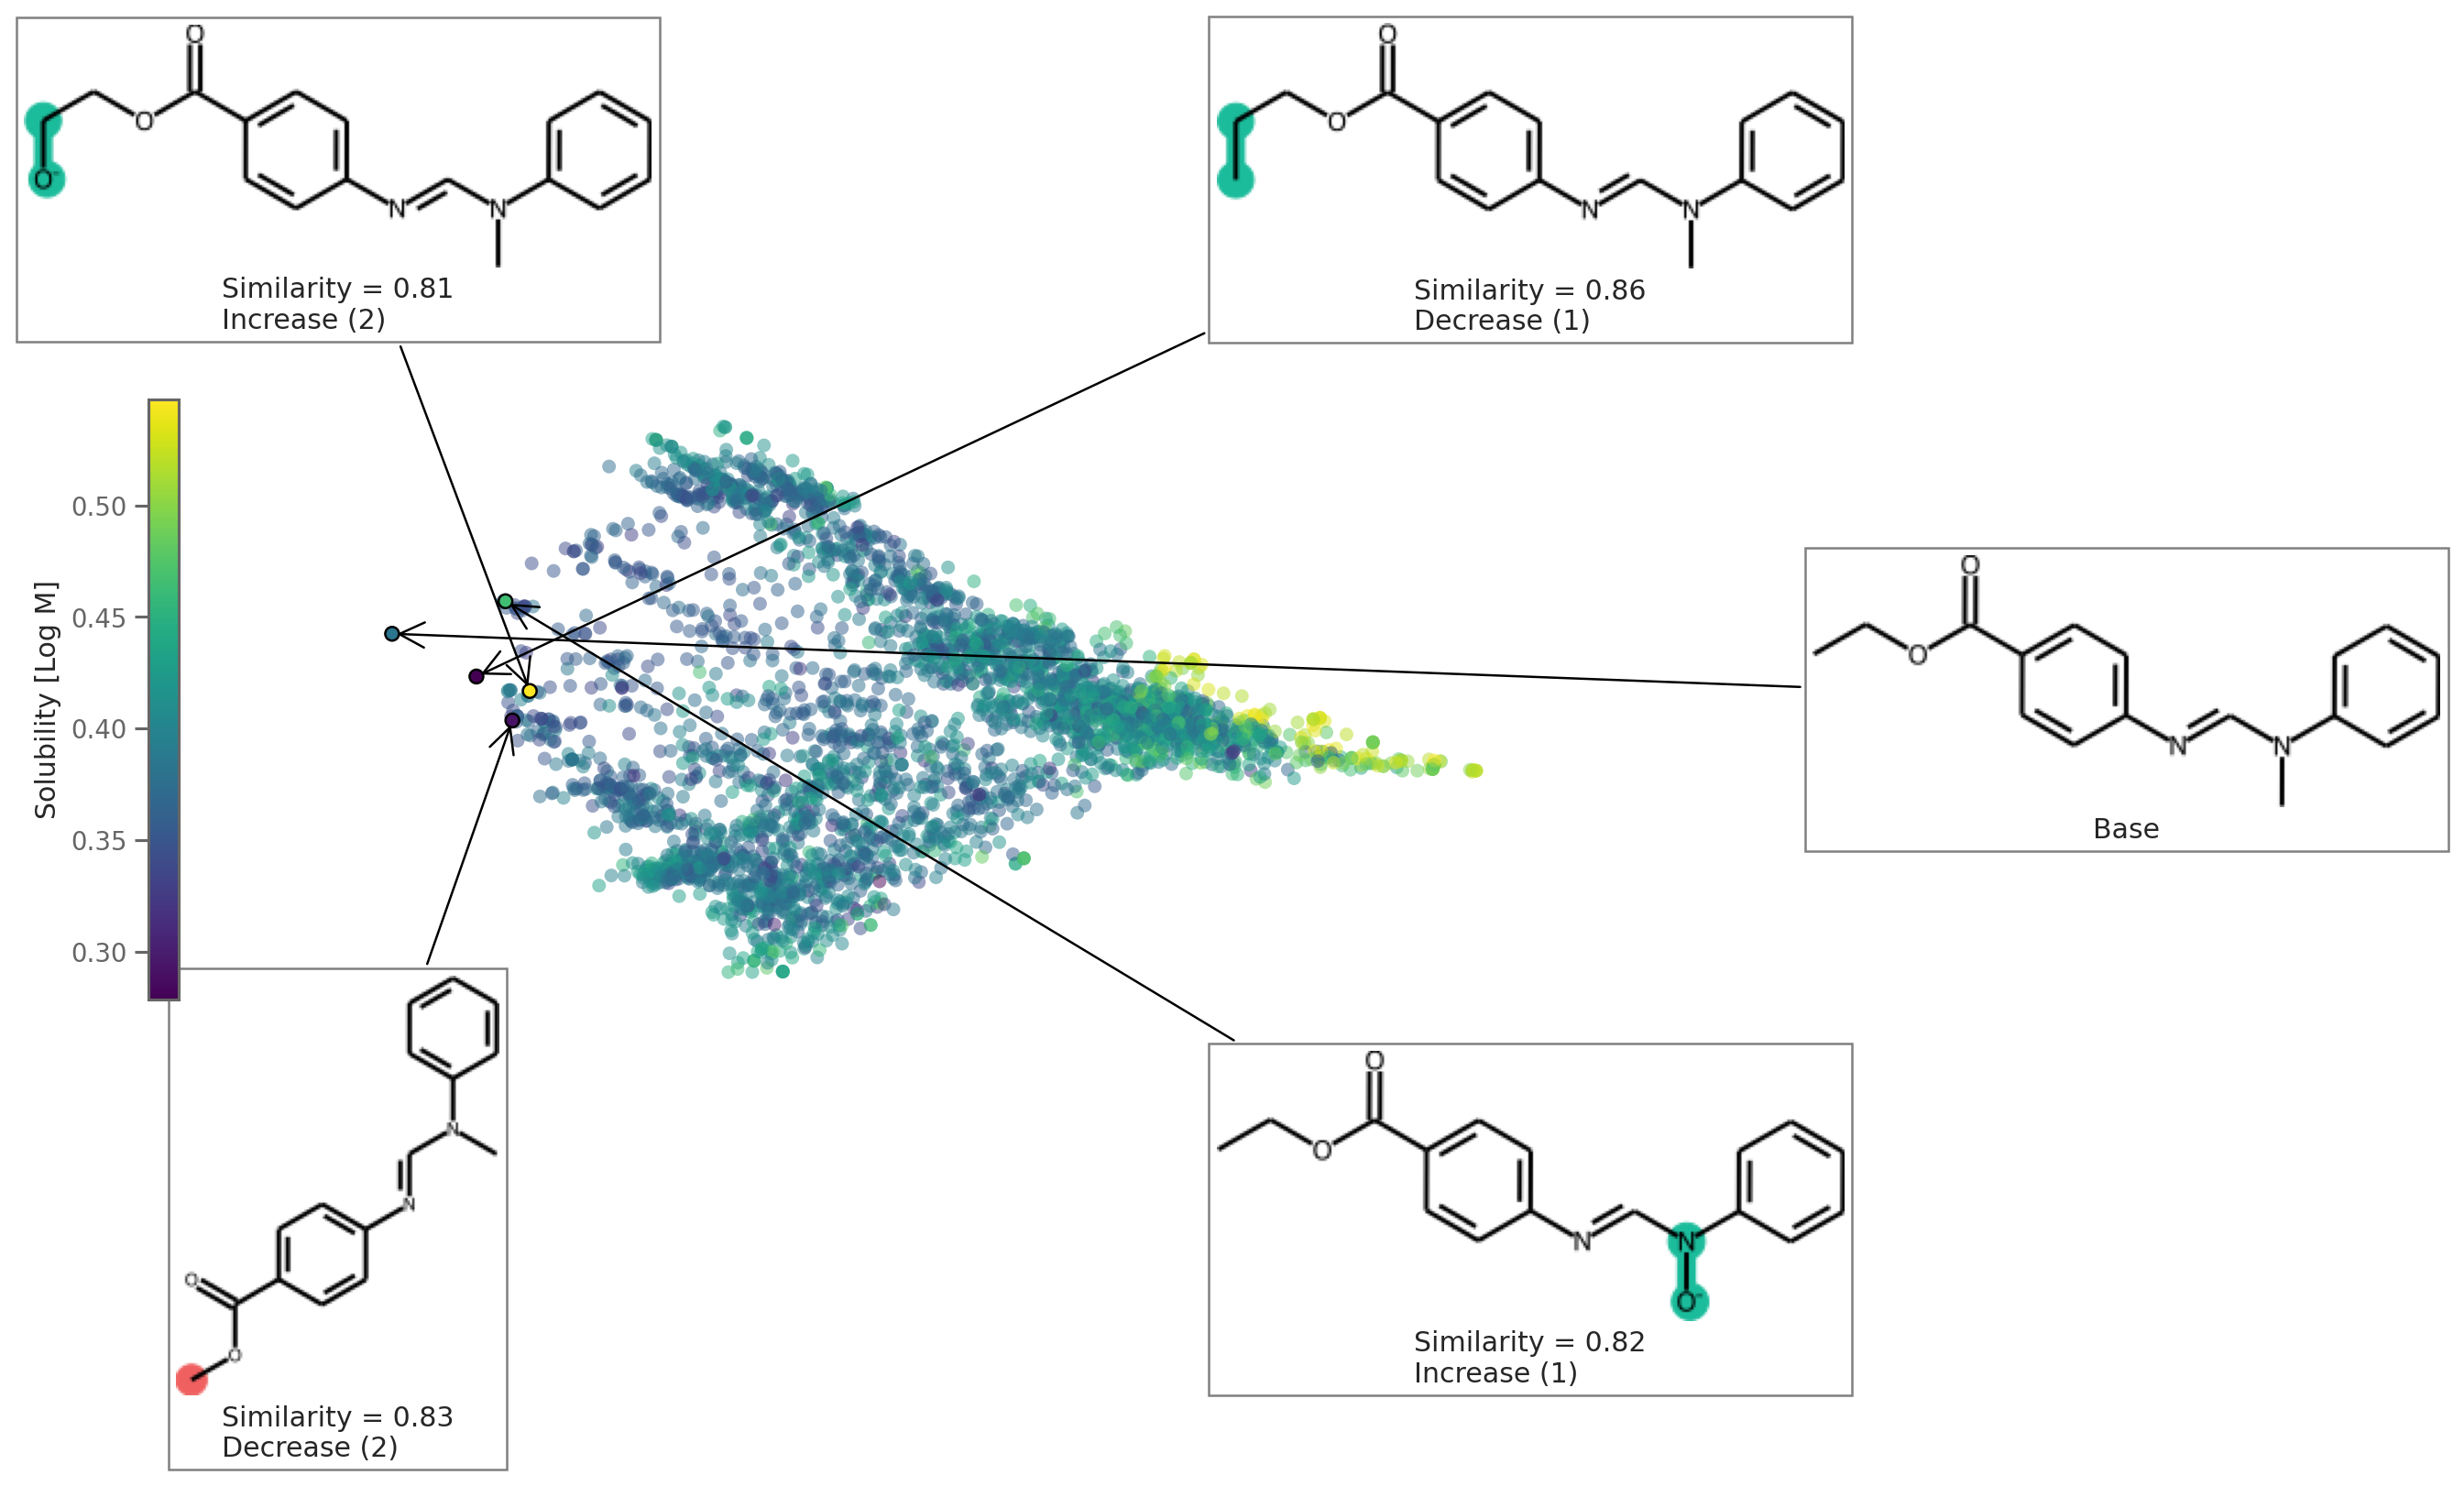 O
O
O⁻
N
N
Similarity = 0.81
Increase (2)
O
O
N
N
Similarity = 0.86
Decrease (1)
Solubility [Log M]
0.50
0.45
0.40
0.35
0.30
O
O
N
N
Base
N
N
O
O
Similarity = 0.83
Decrease (2)
O
O
N
N
O⁻
Similarity = 0.82
Increase (1)